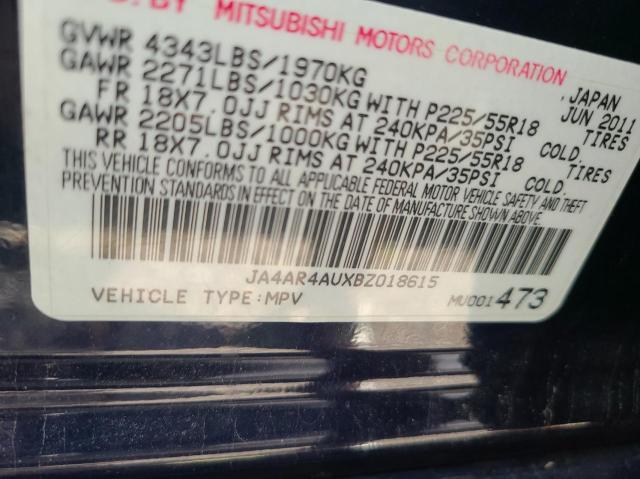 D. BY MITSUBISHI MOTORS CORPORATION
GVWR 4343LBS/1970KG JAPAN
GAWR 2271LBS/1030KG WITH P225/55R18 JUN 2011
FR 18X7.0JJ RIMS AT 240KPA/35PSI COLD. TIRES
GAWR 2205LBS/1000KG WITH P225/55R18
RR 18X7.0JJ RIMS AT 240KPA/35PSI COLD. TIRES
THIS VEHICLE CONFORMS TO ALL APPLICABLE FEDERAL MOTOR VEHICLE SAFETY AND THEFT
PREVENTION STANDARDS IN EFFECT ON THE DATE OF MANUFACTURE SHOWN ABOVE.
JA4AR4AUXBZ018615
VEHICLE TYPE:MPV MU001473